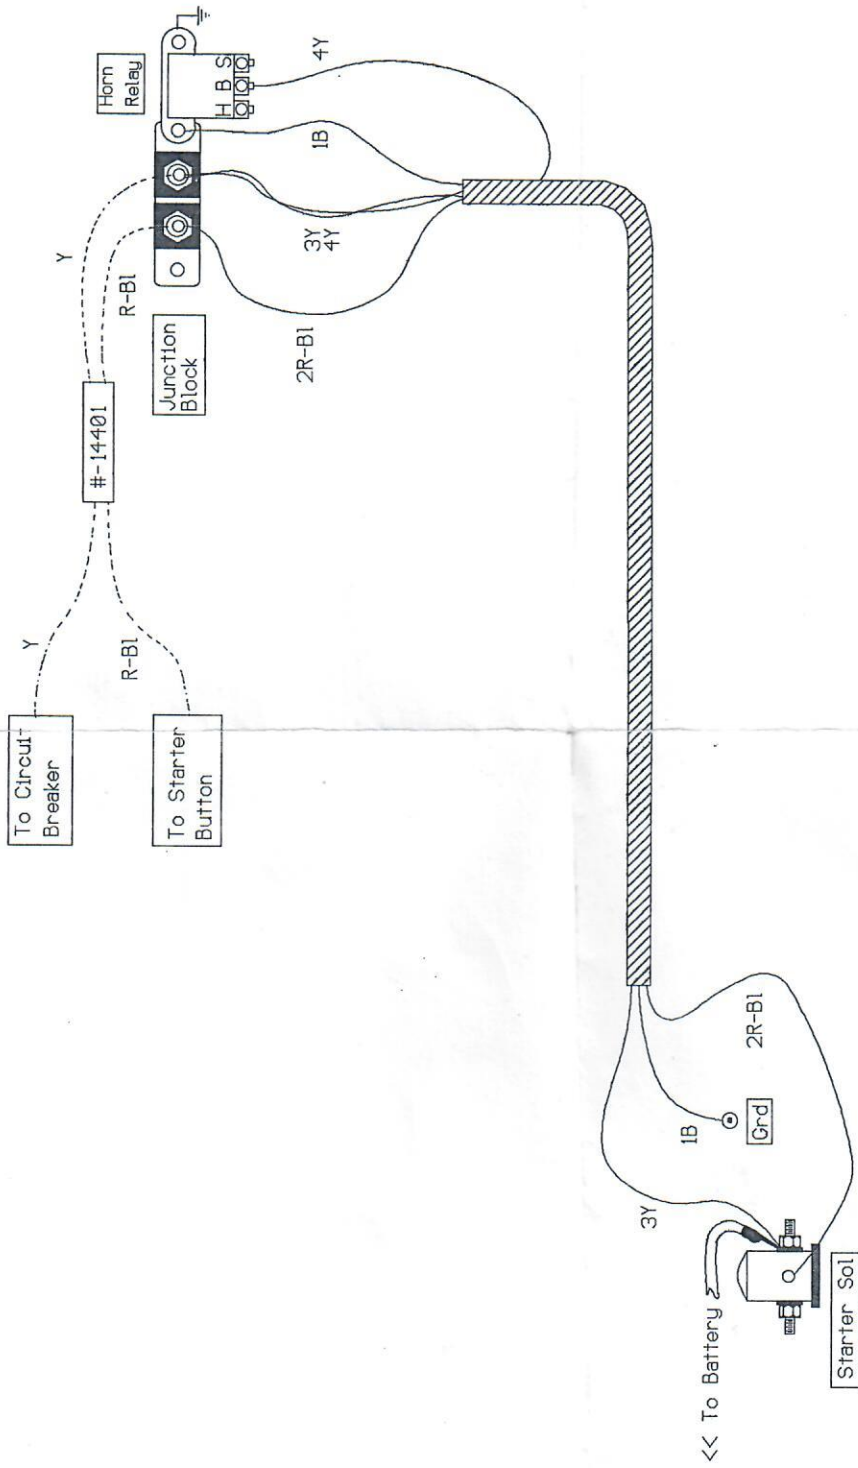 To Circuit
Breaker
Y
R-Bl
To Starter
Button
#-14401
Y
R-Bl
Junction
Block
Horn
Relay
H B S
4Y
1B
3Y
4Y
2R-Bl
3Y
1B
Grd
2R-Bl
<< To Battery
Starter Sol